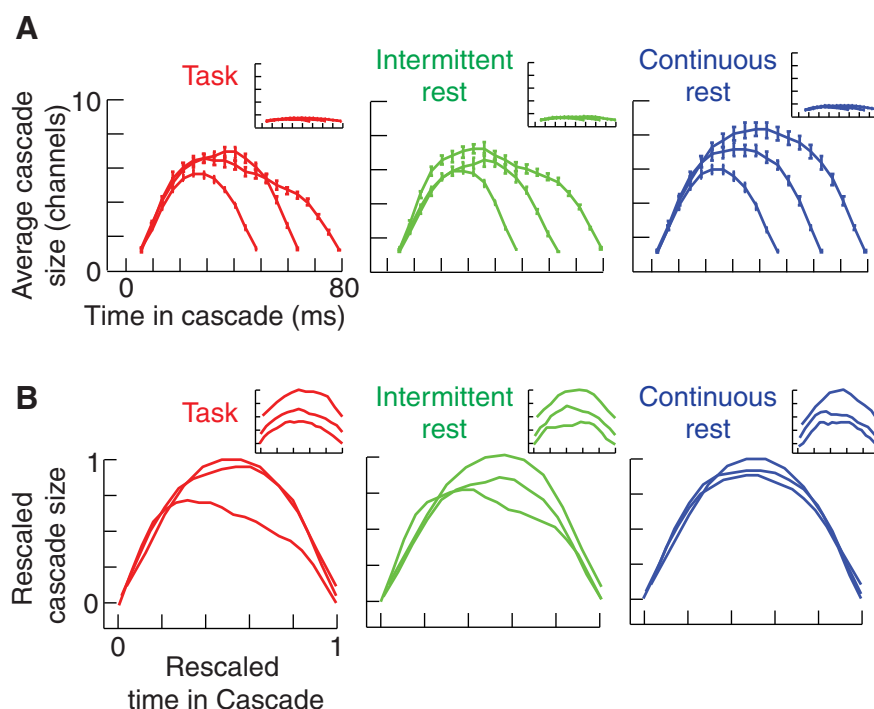 A
Task
Intermittent
rest
Continuous
rest
Average cascade
size (channels)
10
0
0
80
Time in cascade (ms)
B
Task
Intermittent
rest
Continuous
rest
Rescaled
cascade size
1
0
0
1
Rescaled
time in Cascade